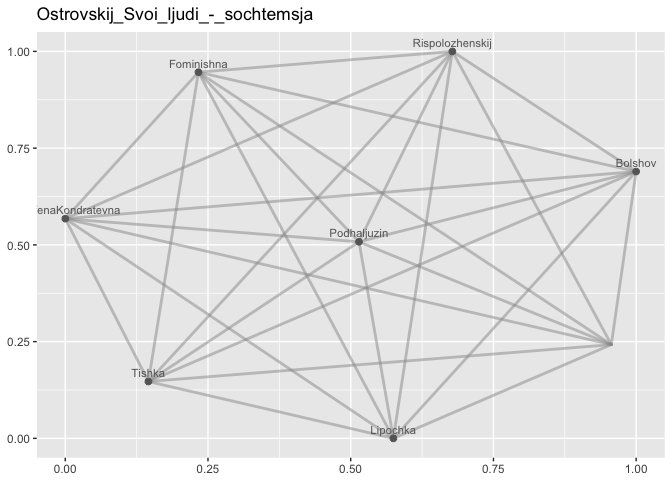 Ostrovskij_Svoi_ljudi_-_sochtemsja
1.00
0.75
0.50
0.25
0.00
Rispolozhenskij
Fominishna
Bolshov
enaKondratevna
Podhaljuzin
Tishka
Lipochka
0.00
0.25
0.50
0.75
1.00